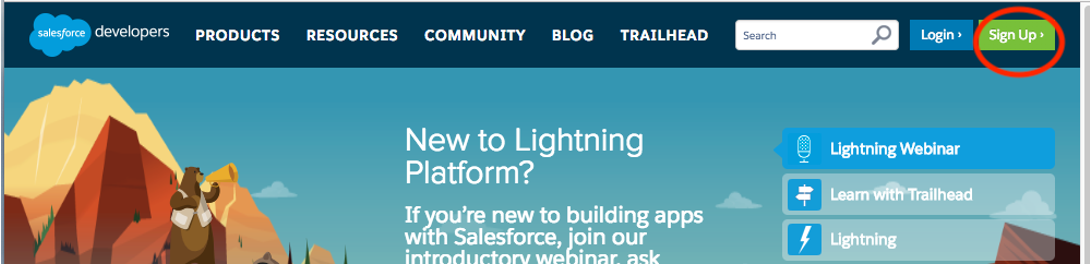 salesforce developers PRODUCTS RESOURCES COMMUNITY BLOG TRAILHEAD Search Login › Sign Up ›
New to Lightning
Platform?
If you're new to building apps
with Salesforce, join our
introductory webinar, ask
Lightning Webinar
Learn with Trailhead
Lightning